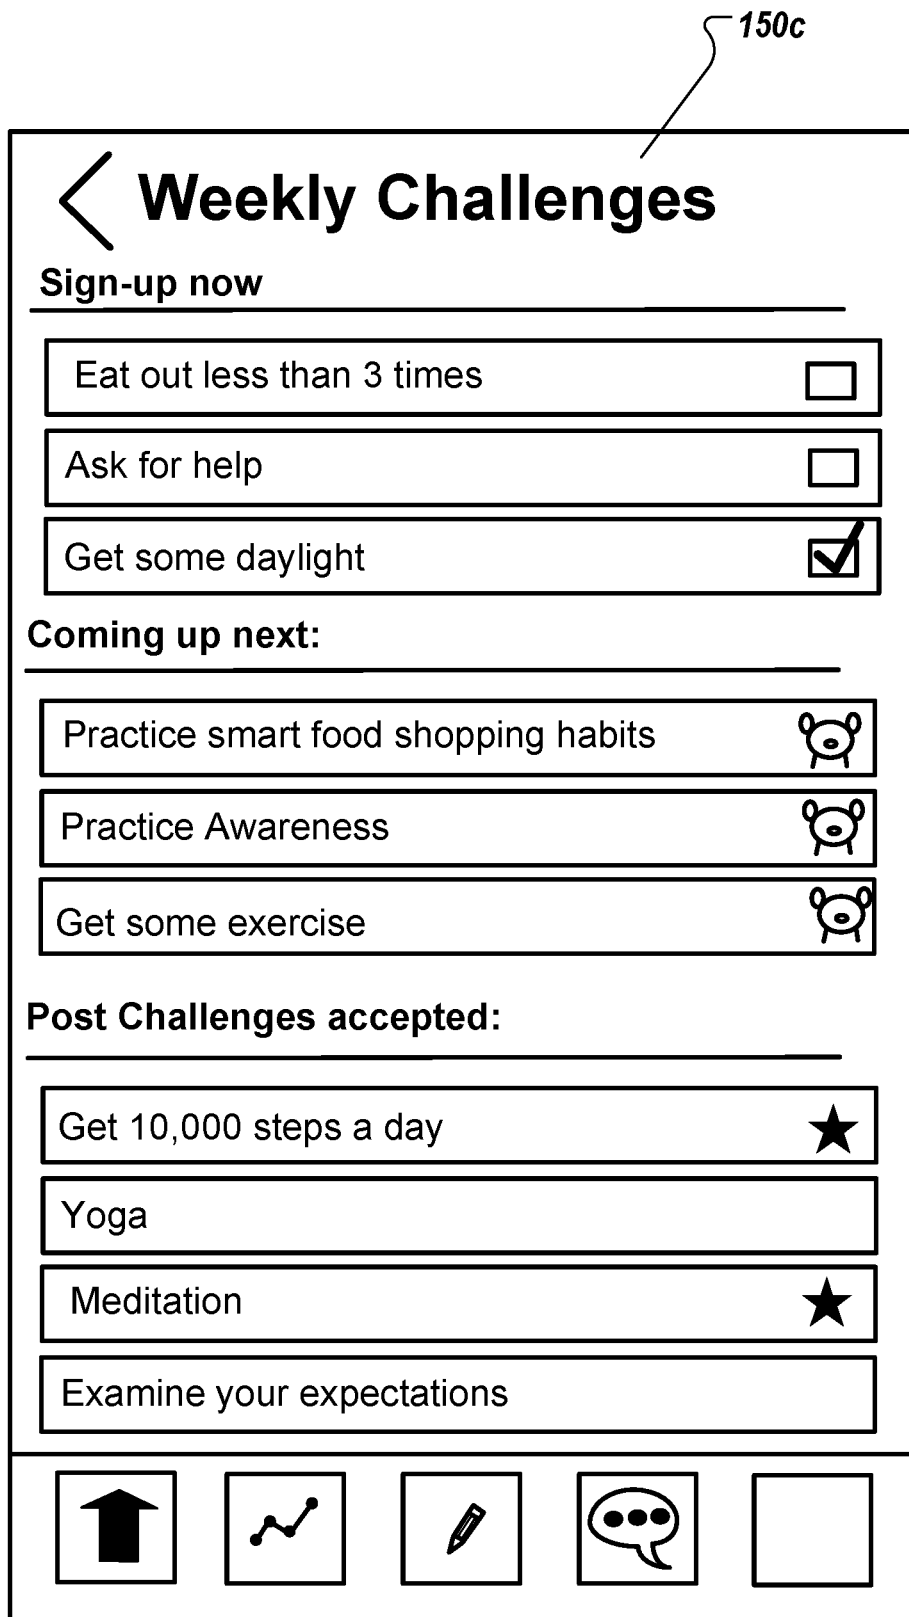 150c
Weekly Challenges
Sign-up now
Eat out less than 3 times
Ask for help
Get some daylight
Coming up next:
Practice smart food shopping habits
Practice Awareness
Get some exercise
Post Challenges accepted:
Get 10,000 steps a day
Yoga
Meditation
Examine your expectations